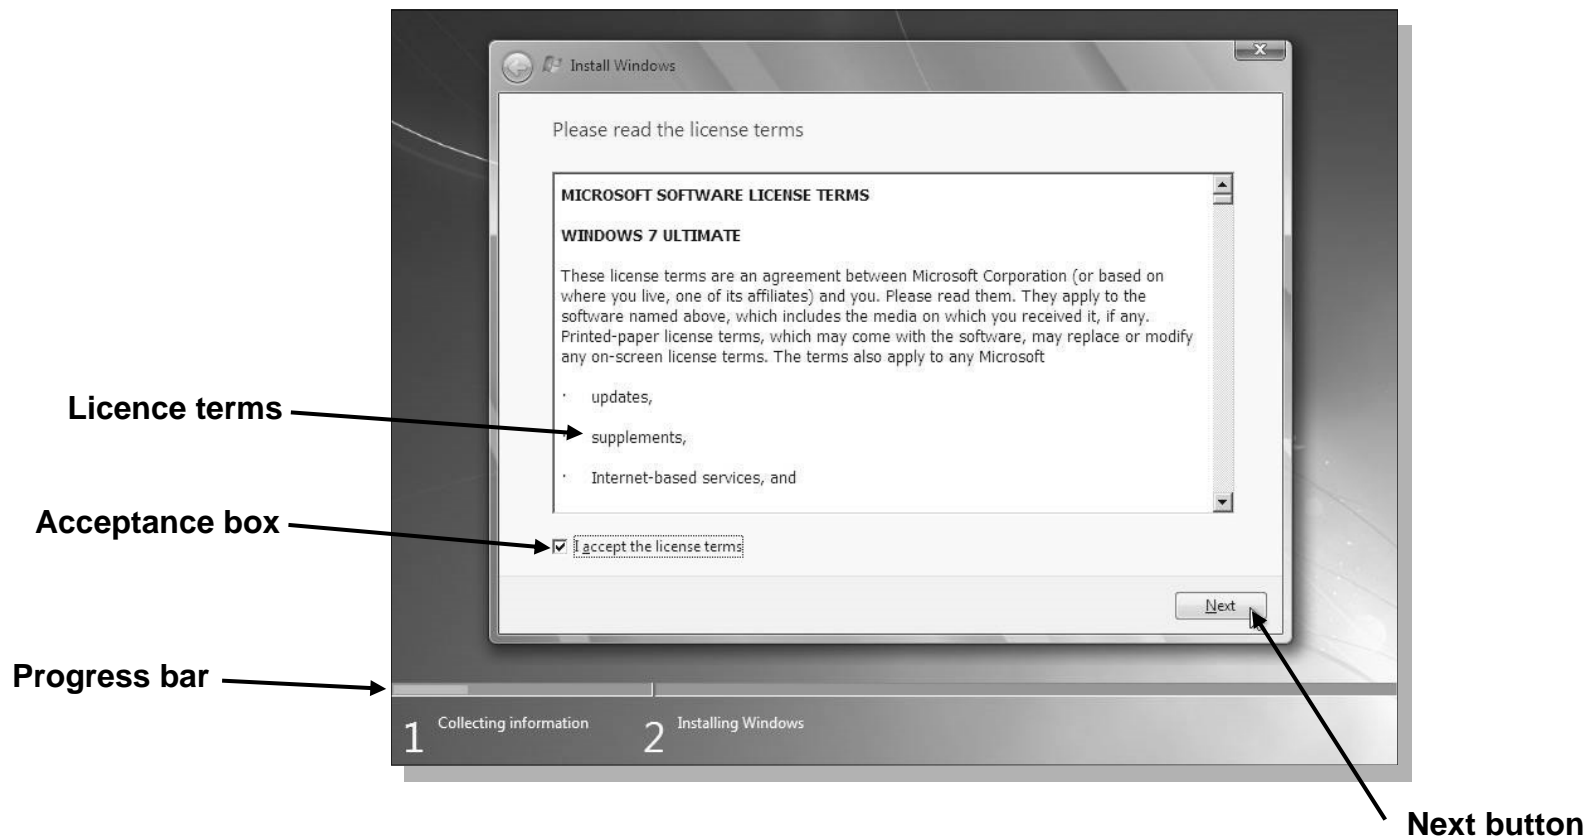 Install Windows
X
Please read the license terms
MICROSOFT SOFTWARE LICENSE TERMS
WINDOWS 7 ULTIMATE
These license terms are an agreement between Microsoft Corporation (or based on
where you live, one of its affiliates) and you. Please read them. They apply to the
software named above, which includes the media on which you received it, if any.
Printed-paper license terms, which may come with the software, may replace or modify
any on-screen license terms. The terms also apply to any Microsoft
· updates,
Licence terms
· supplements,
· Internet-based services, and
Acceptance box
I accept the license terms
Next
Progress bar
1 Collecting information
2 Installing Windows
Next button